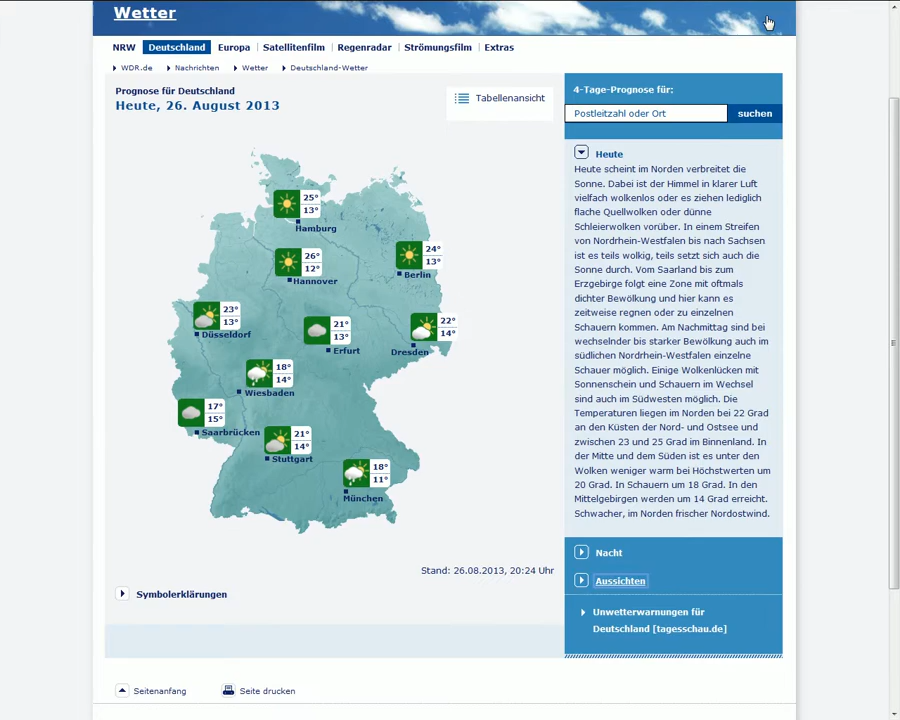 Wetter
NRW Deutschland Europa Satellitenfilm Regenradar Strömungsfilm Extras
WDR.de Nachrichten Wetter Deutschland-Wetter
Prognose für Deutschland
Heute, 26. August 2013
Tabellenansicht
25°
13°
Hamburg
26°
12°
Hannover
24°
13°
Berlin
23°
13°
Düsseldorf
21°
13°
Erfurt
22°
14°
Dresden
18°
14°
Wiesbaden
17°
15°
Saarbrücken
21°
14°
Stuttgart
18°
11°
München
Stand: 26.08.2013, 20:24 Uhr
Symbolerklärungen
4-Tage-Prognose für:
Postleitzahl oder Ort suchen
Heute
Heute scheint im Norden verbreitet die
Sonne. Dabei ist der Himmel in klarer Luft
vielfach wolkenlos oder es ziehen lediglich
flache Quellwolken oder dünne
Schleierwolken vorüber. In einem Streifen
von Nordrhein-Westfalen bis nach Sachsen
ist es teils wolkig, teils setzt sich auch die
Sonne durch. Vom Saarland bis zum
Erzgebirge folgt eine Zone mit oftmals
dichter Bewölkung und hier kann es
zeitweise regnen oder zu einzelnen
Schauern kommen. Am Nachmittag sind bei
wechselnder bis starker Bewölkung auch im
südlichen Nordrhein-Westfalen einzelne
Schauer möglich. Einige Wolkenlücken mit
Sonnenschein und Schauern im Wechsel
sind auch im Südwesten möglich. Die
Temperaturen liegen im Norden bei 22 Grad
an den Küsten der Nord- und Ostsee und
zwischen 23 und 25 Grad im Binnenland. In
der Mitte und dem Süden ist es unter den
Wolken weniger warm bei Höchstwerten um
20 Grad. In Schauern um 18 Grad. In den
Mittelgebirgen werden um 14 Grad erreicht.
Schwacher, im Norden frischer Nordostwind.
Nacht
Aussichten
Unwetterwarnungen für
Deutschland [tagesschau.de]
Seitenanfang Seite drucken